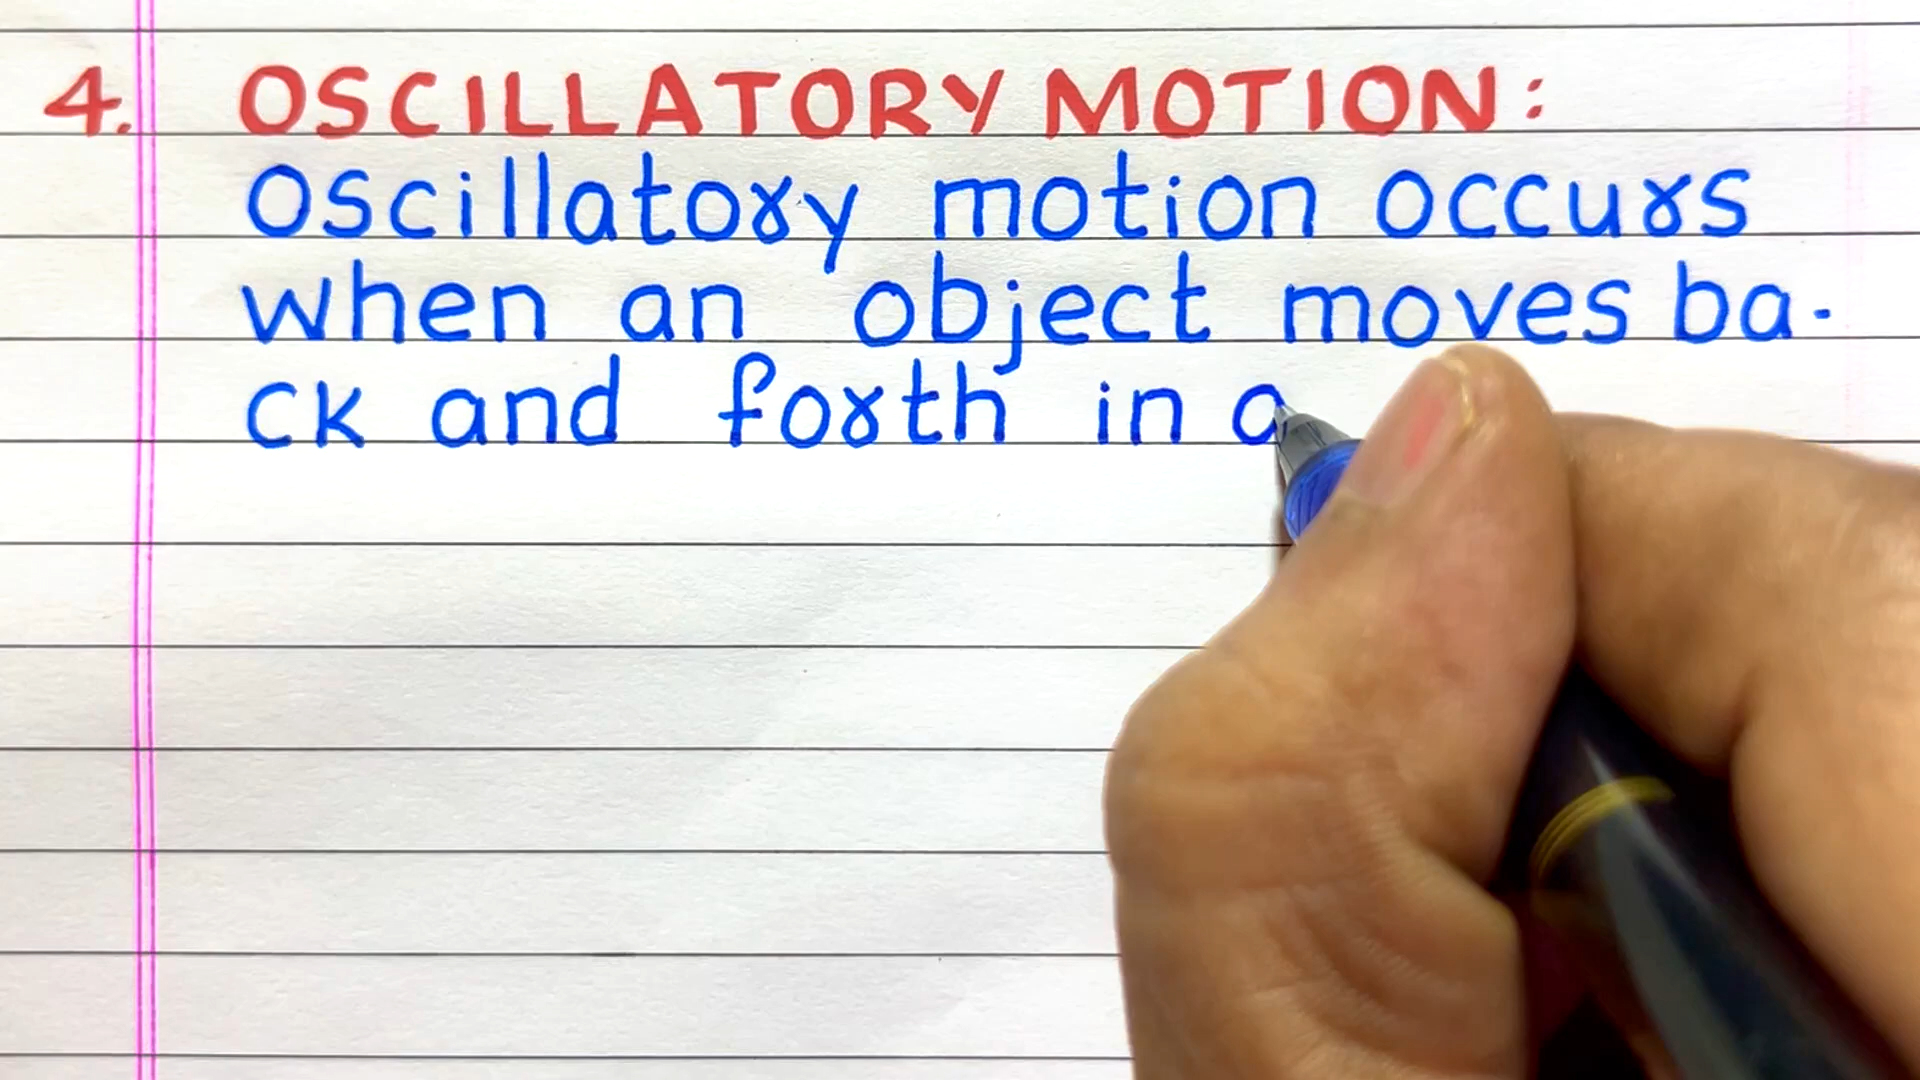 4. OSCILLATORY MOTION:
Oscillatory motion occurs
when an object moves ba-
ck and forth in a